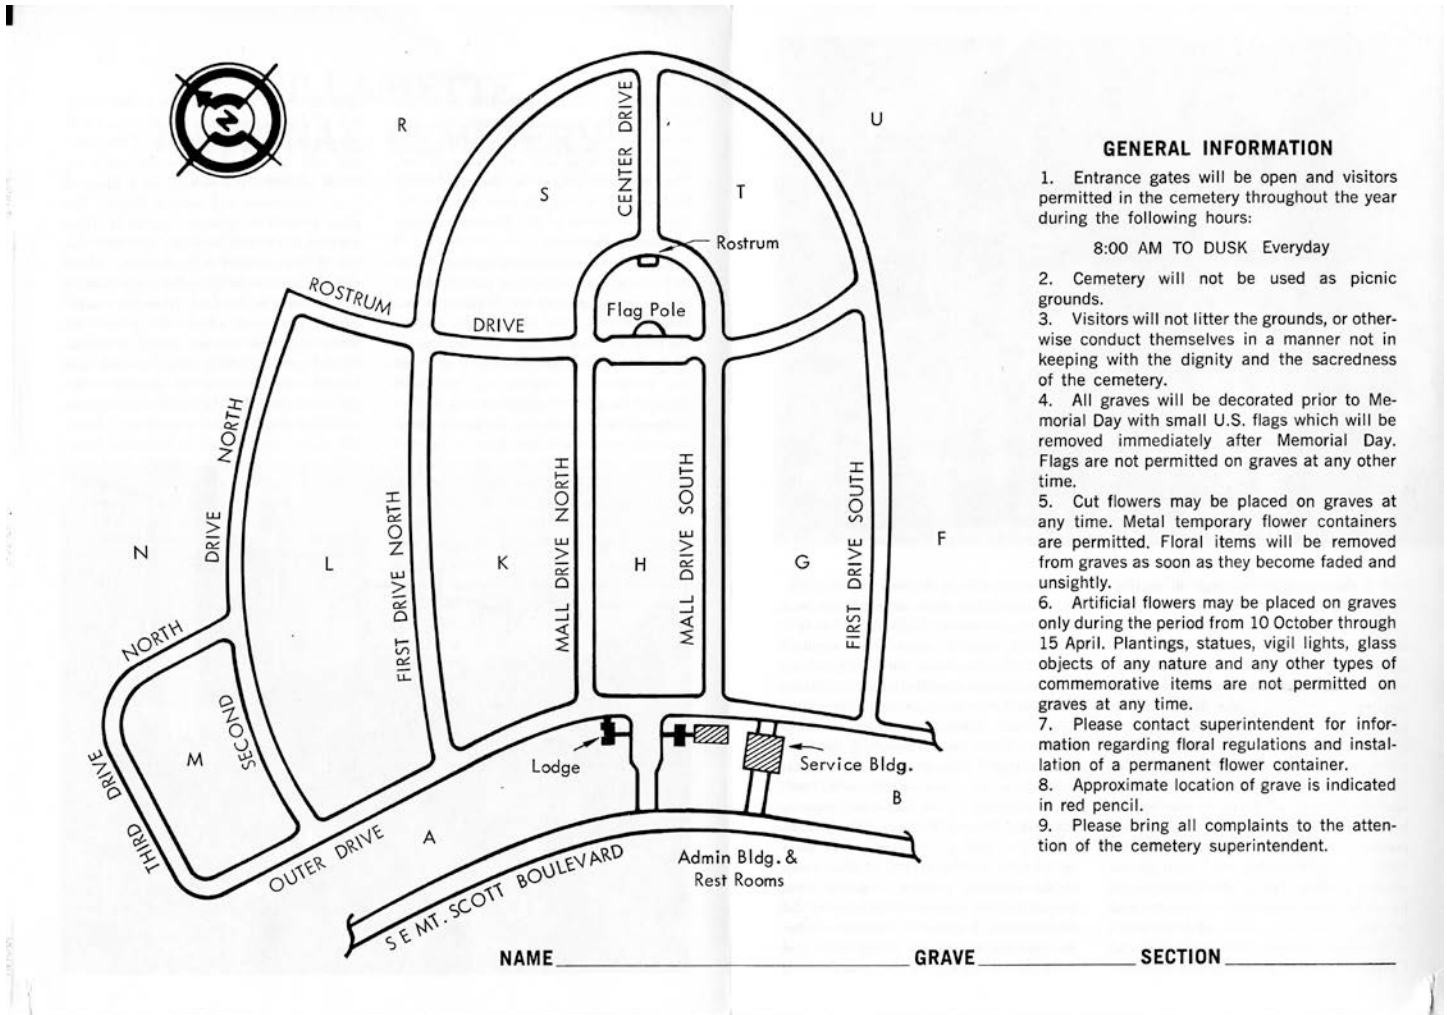 N
R
U
S
CENTER DRIVE
T
Rostrum
ROSTRUM
DRIVE
Flag Pole
DRIVE NORTH
N
L
FIRST DRIVE NORTH
K
MALL DRIVE NORTH
H
MALL DRIVE SOUTH
G
FIRST DRIVE SOUTH
F
NORTH
SECOND
M
THIRD DRIVE
OUTER DRIVE
A
Lodge
Service Bldg.
B
Admin Bldg. &
Rest Rooms
S E MT. SCOTT BOULEVARD
GENERAL INFORMATION
1. Entrance gates will be open and visitors
permitted in the cemetery throughout the year
during the following hours:
8:00 AM TO DUSK Everyday
2. Cemetery will not be used as picnic
grounds.
3. Visitors will not litter the grounds, or other-
wise conduct themselves in a manner not in
keeping with the dignity and the sacredness
of the cemetery.
4. All graves will be decorated prior to Me-
morial Day with small U.S. flags which will be
removed immediately after Memorial Day.
Flags are not permitted on graves at any other
time.
5. Cut flowers may be placed on graves at
any time. Metal temporary flower containers
are permitted. Floral items will be removed
from graves as soon as they become faded and
unsightly.
6. Artificial flowers may be placed on graves
only during the period from 10 October through
15 April. Plantings, statues, vigil lights, glass
objects of any nature and any other types of
commemorative items are not permitted on
graves at any time.
7. Please contact superintendent for infor-
mation regarding floral regulations and instal-
lation of a permanent flower container.
8. Approximate location of grave is indicated
in red pencil.
9. Please bring all complaints to the atten-
tion of the cemetery superintendent.
NAME GRAVE SECTION